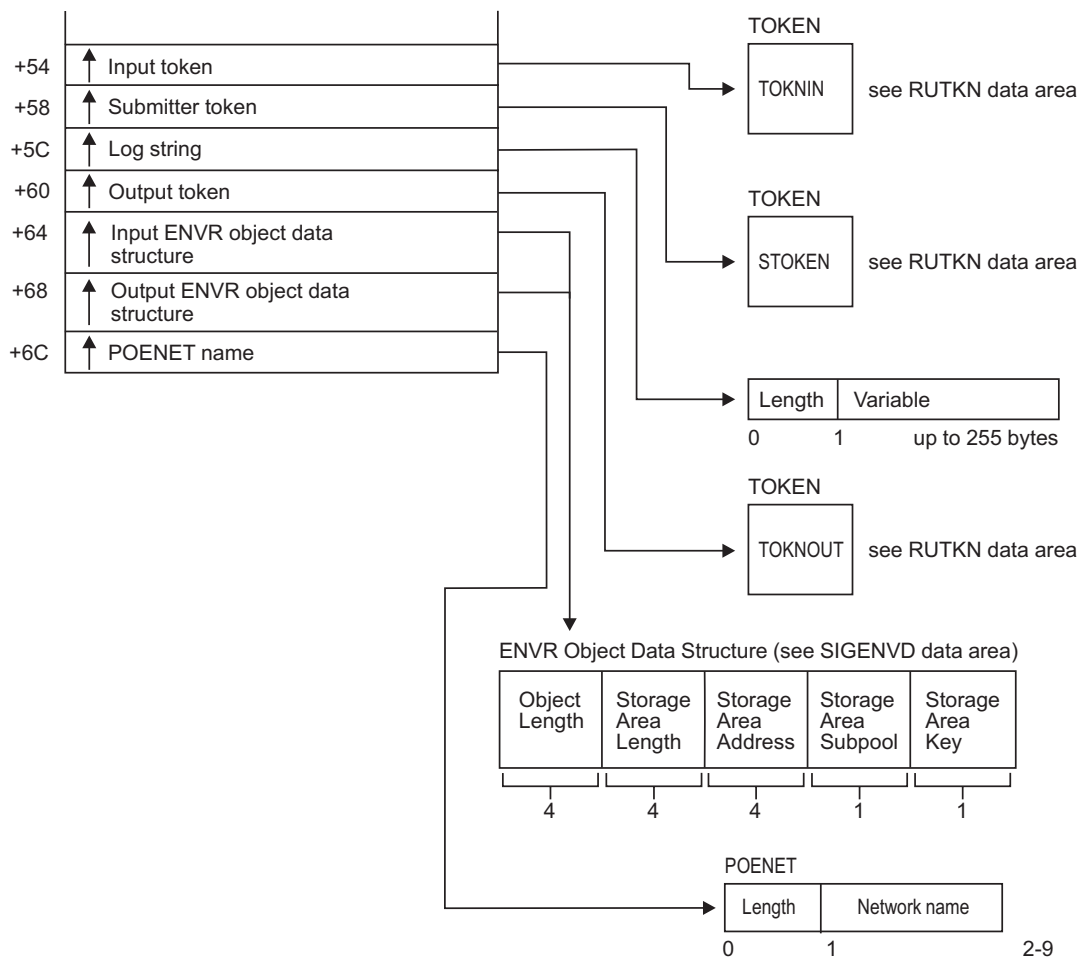 +54
Input token
+58
Submitter token
+5C
Log string
+60
Output token
+64
Input ENVR object data
structure
+68
Output ENVR object data
structure
+6C
POENET name
TOKEN
TOKNIN
see RUTKN data area
TOKEN
STOKEN
see RUTKN data area
Length
Variable
0
1
up to 255 bytes
TOKEN
TOKNOUT
see RUTKN data area
ENVR Object Data Structure (see SIGENVD data area)
Object
Length
Storage
Area
Length
Storage
Area
Address
Storage
Area
Subpool
Storage
Area
Key
4
4
4
1
1
POENET
Length
Network name
0
1
2-9